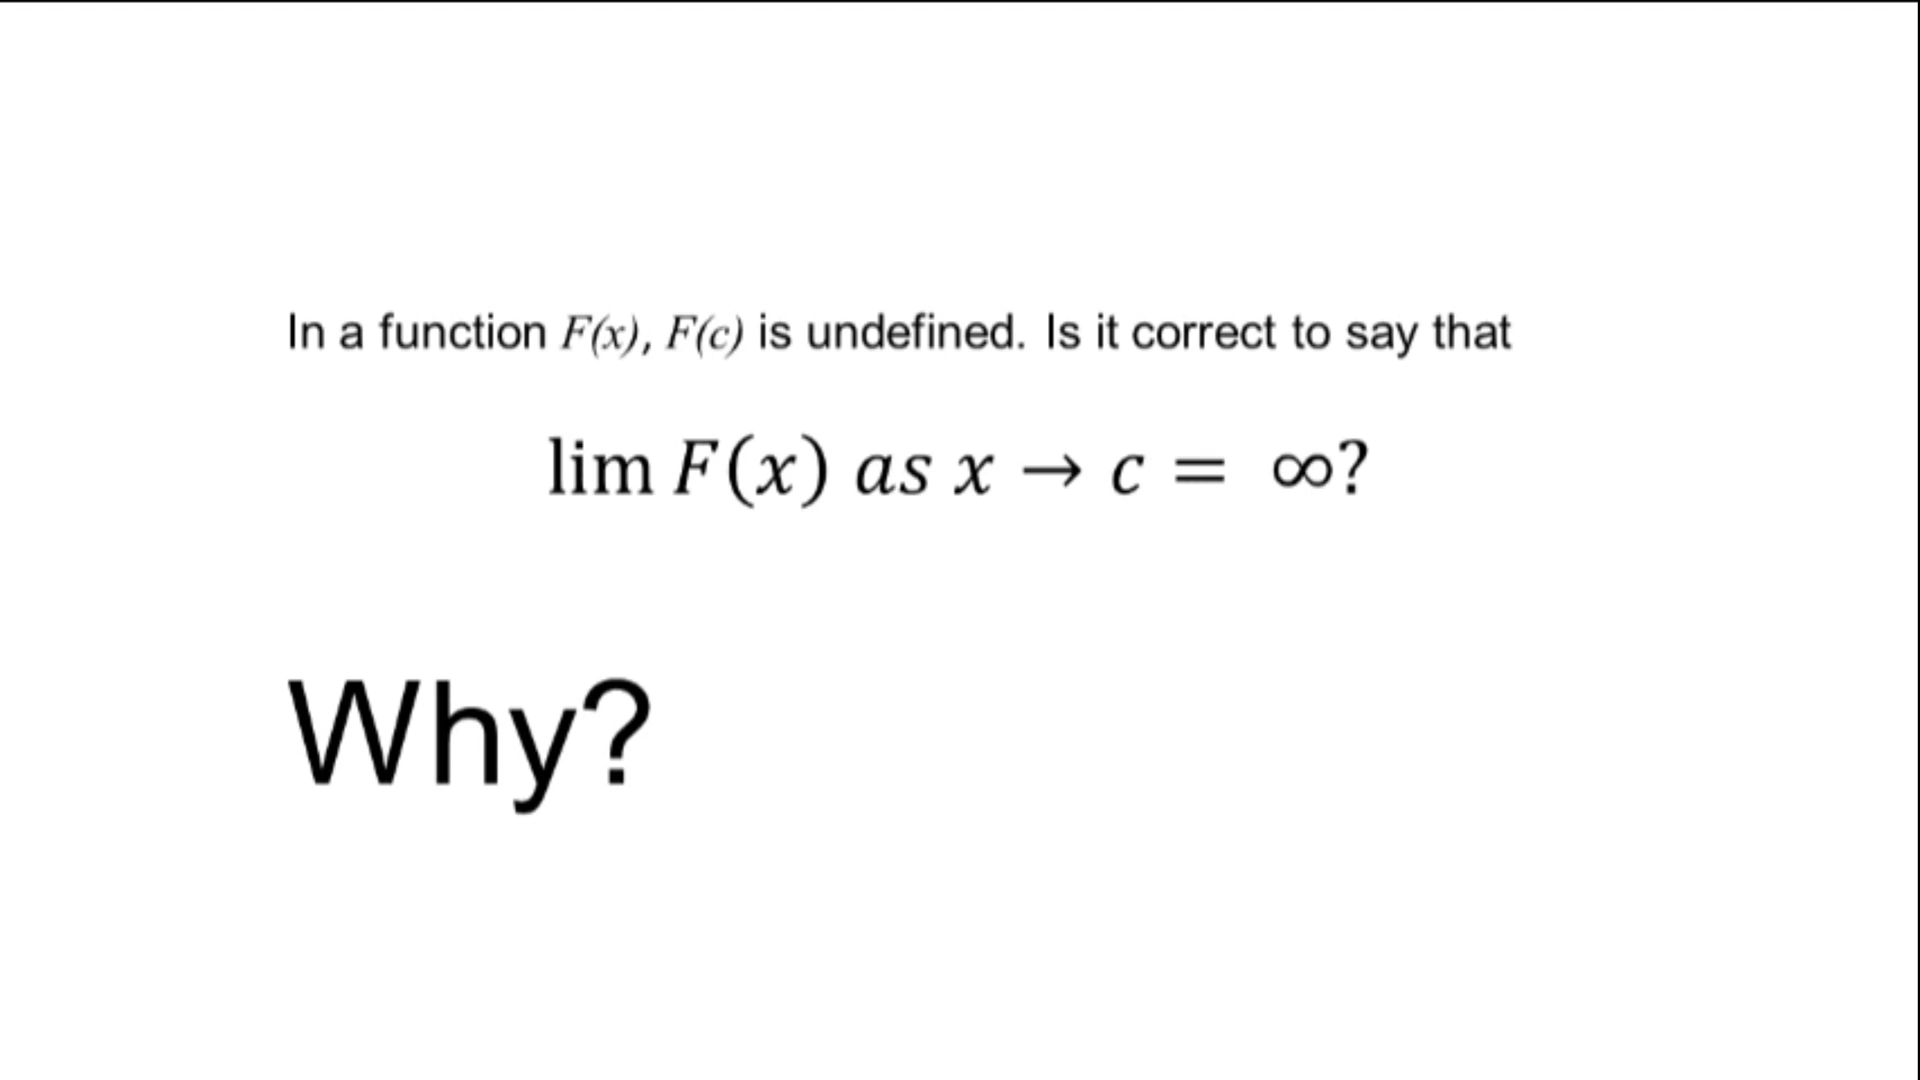 In a function F(x), F(c) is undefined. Is it correct to say that
lim F(x) as x → c = ∞?
Why?